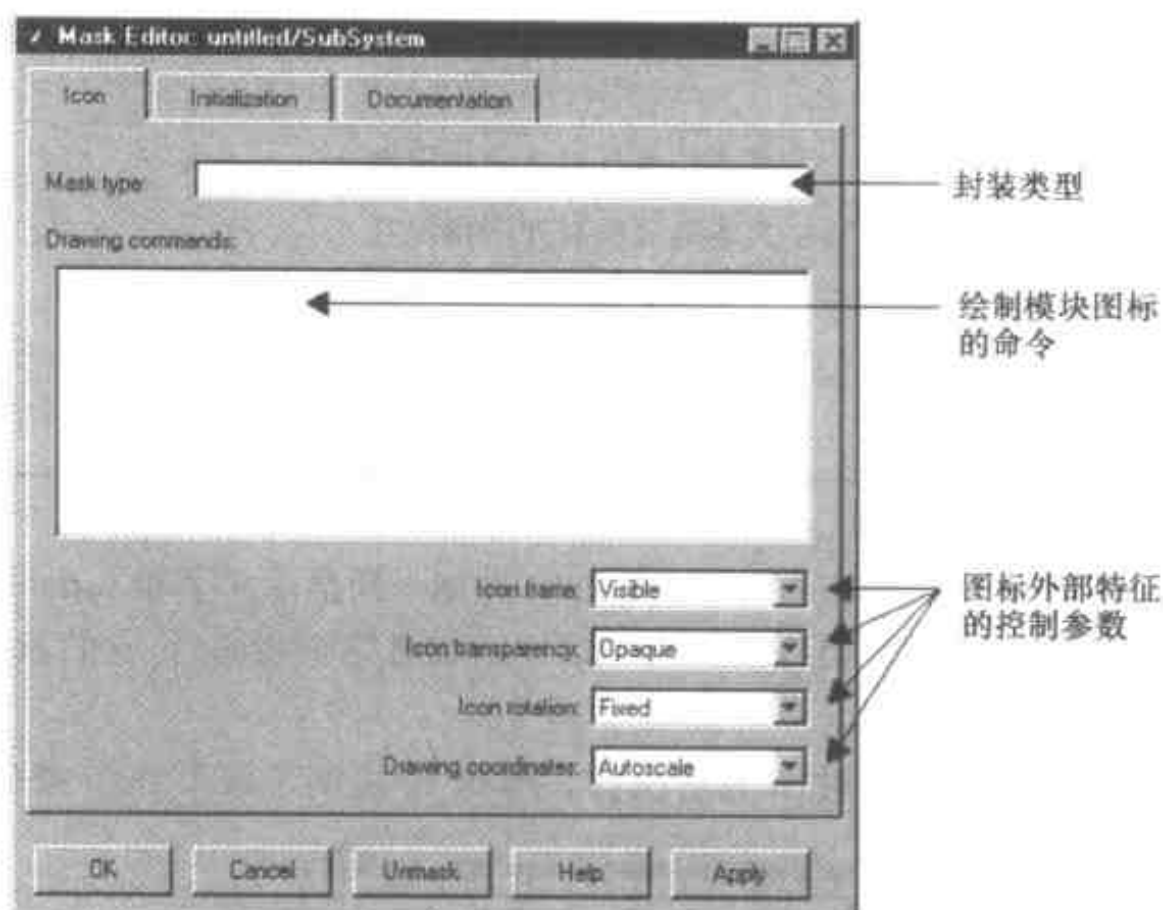 Mask Editor: untitled/SubSystem
Icon
Initialization
Documentation
Mask type:
封装类型
Drawing commands:
绘制模块图标
的命令
Icon frame: Visible
图标外部特征
的控制参数
Icon transparency: Opaque
Icon rotation: Fixed
Drawing coordinates: Autoscale
OK
Cancel
Unmask
Help
Apply